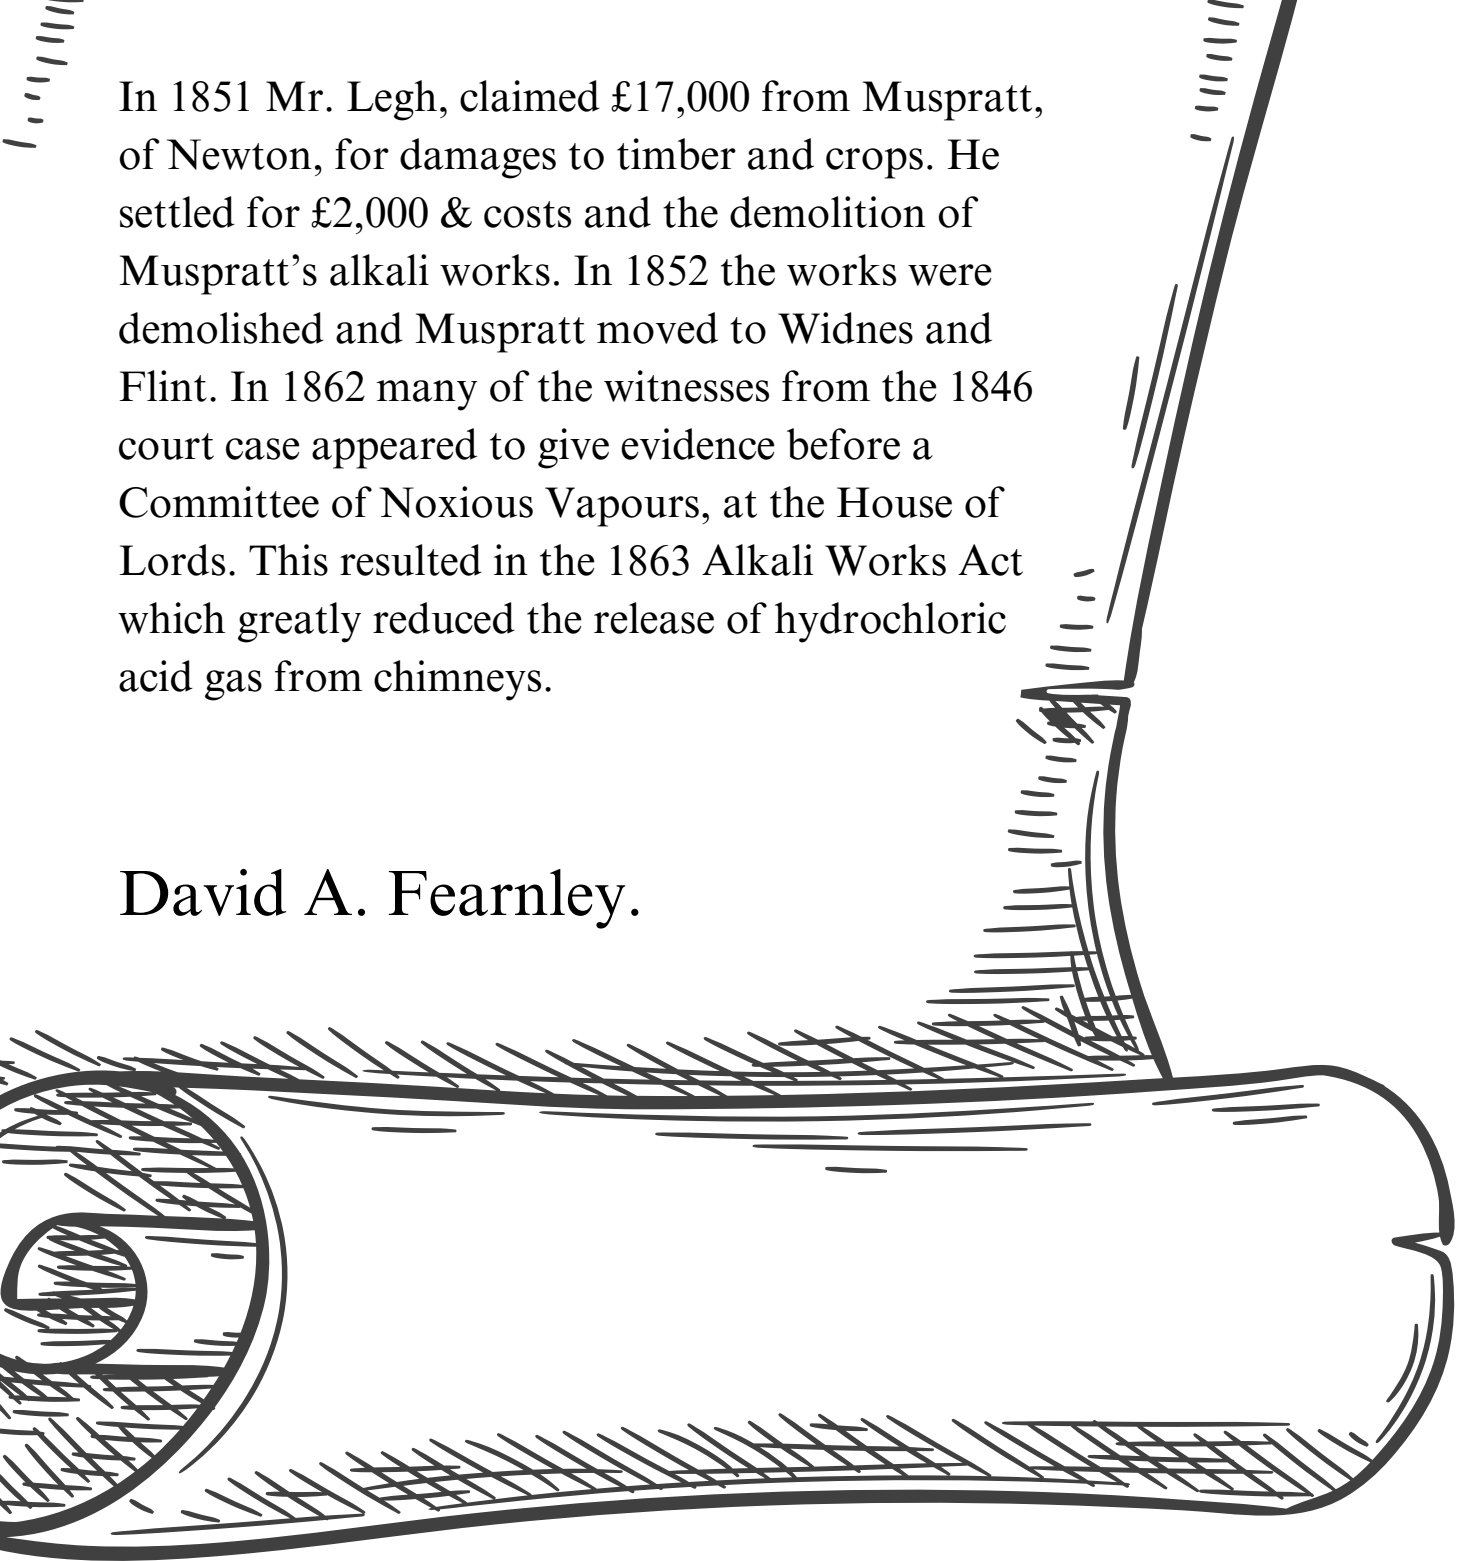 In 1851 Mr. Legh, claimed £17,000 from Muspratt,
of Newton, for damages to timber and crops. He
settled for £2,000 & costs and the demolition of
Muspratt’s alkali works. In 1852 the works were
demolished and Muspratt moved to Widnes and
Flint. In 1862 many of the witnesses from the 1846
court case appeared to give evidence before a
Committee of Noxious Vapours, at the House of
Lords. This resulted in the 1863 Alkali Works Act
which greatly reduced the release of hydrochloric
acid gas from chimneys.
David A. Fearnley.